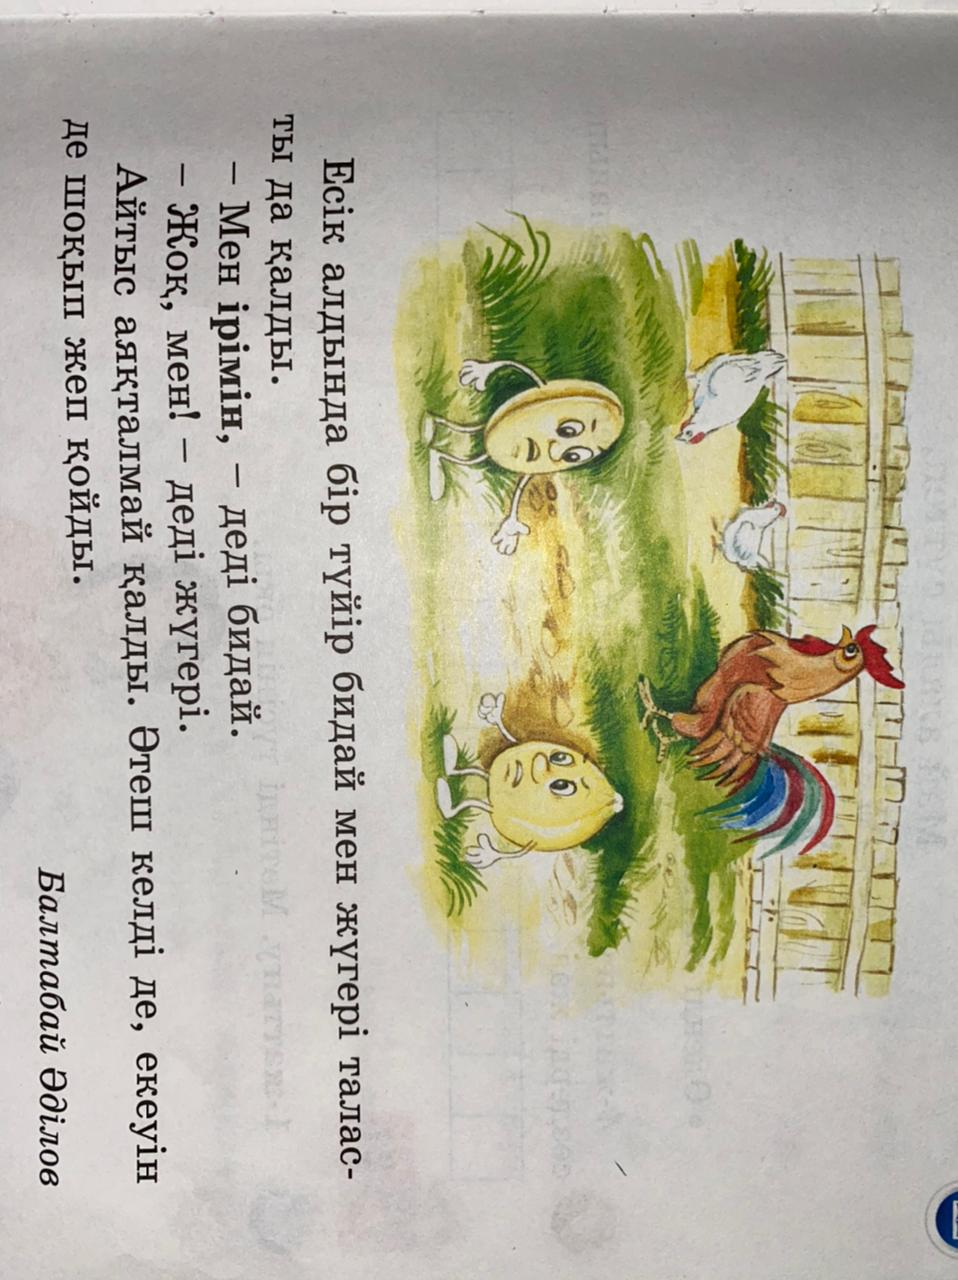 Есік алдында бір түйір бидай мен жүгері талас-
ты да қалды.
– Мен ірімін, – деді бидай.
– Жоқ, мен! – деді жүгері.
Айтыс аяқталмай қалды. Әтеш келді де, екеуін
де шоқып жеп қойды.
Балтабай Әділов